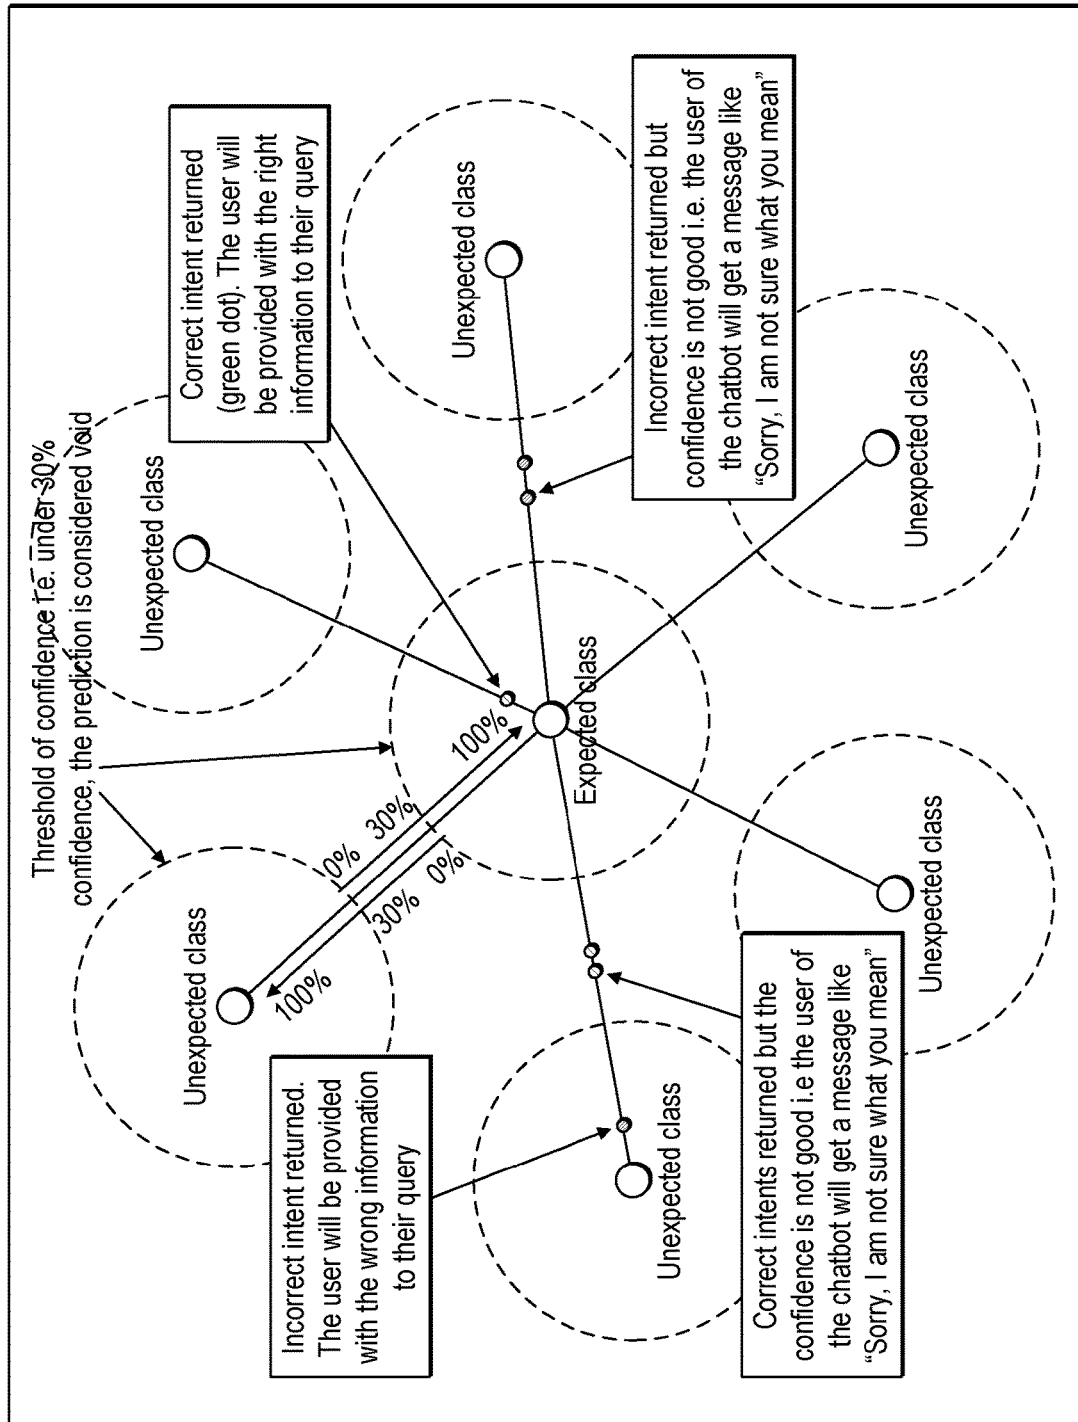 Threshold of confidence i.e. under 30%
confidence, the prediction is considered void
Unexpected class
Unexpected class
Correct intent returned
(green dot). The user will
be provided with the right
information to their query
100%
0%
30%
30%
0%
100%
Incorrect intent returned.
The user will be provided
with the wrong information
to their query
Unexpected class
Expected class
Unexpected class
Incorrect intent returned but
confidence is not good i.e. the user of
the chatbot will get a message like
“Sorry, I am not sure what you mean”
Correct intents returned but the
confidence is not good i.e the user of
the chatbot will get a message like
“Sorry, I am not sure what you mean”
Unexpected class
Unexpected class